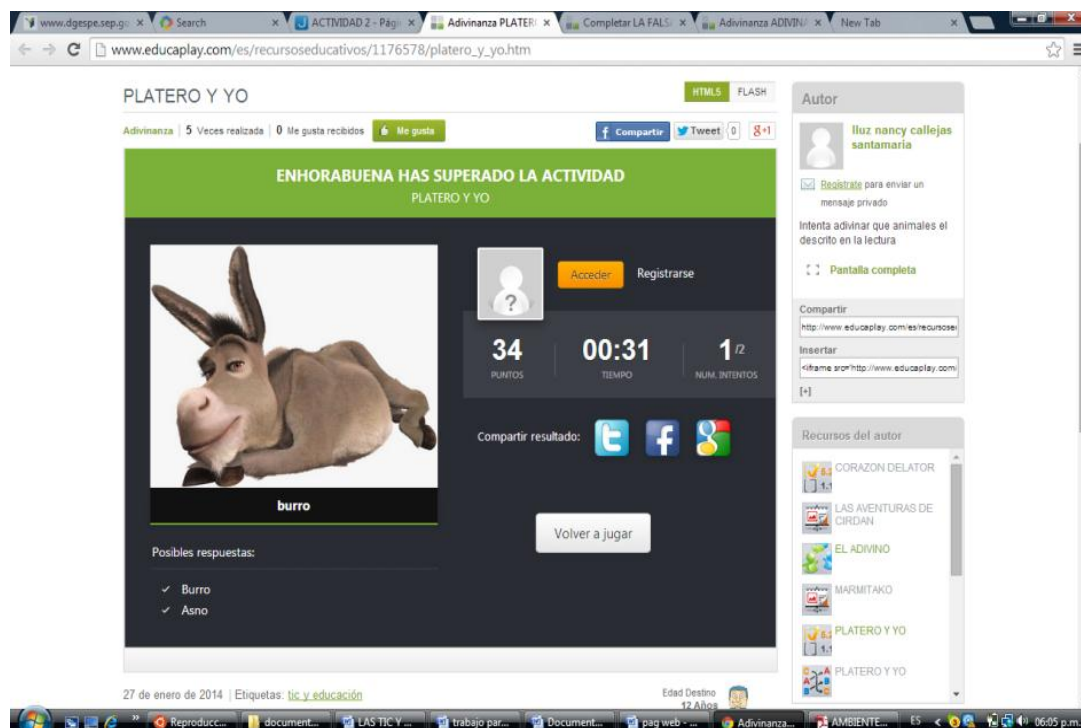 www.dgespe.sep.go
Search
ACTIVIDAD 2 - Pági
Adivinanza PLATER
Completar LA FALS
Adivinanza ADIVIN
New Tab
www.educaplay.com/es/recursoseducativos/1176578/platero_y_yo.htm
PLATERO Y YO
HTML5 FLASH
Adivinanza | 5 Veces realizada | 0 Me gusta recibidos Me gusta
Compartir Tweet 0 g+1
ENHORABUENA HAS SUPERADO LA ACTIVIDAD
PLATERO Y YO
burro
Posibles respuestas:
Burro
Asno
?
Acceder Registrarse
34 00:31 1 /2
PUNTOS TIEMPO NUM. INTENTOS
Compartir resultado:
Volver a jugar
27 de enero de 2014 | Etiquetas: tic y educación
Edad Destino
12 Años
Autor
lluz nancy callejas
santamaria
Regístrate para enviar un
mensaje privado
Intenta adivinar que animales el
descrito en la lectura
Pantalla completa
Compartir
http://www.educaplay.com/es/recursose
Insertar
<iframe src='http://www.educaplay.com/
[+]
Recursos del autor
CORAZON DELATOR
LAS AVENTURAS DE
CIRDAN
EL ADIVINO
MARMITAKO
PLATERO Y YO
PLATERO Y YO
Reproducc... document... LAS TIC Y ... trabajo par... Document... pag web - ... Adivinanza... AMBIENTE... ES 06:05 p.m.